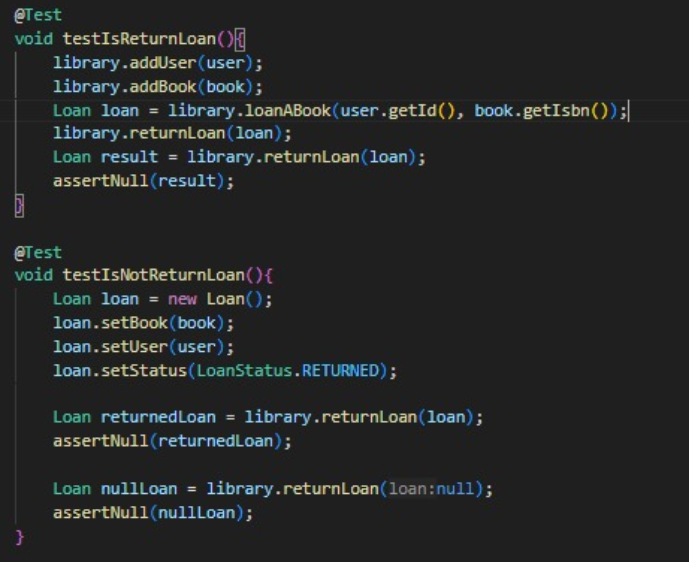 @Test
void testIsReturnLoan(){
library.addUser(user);
library.addBook(book);
Loan loan = library.loanABook(user.getId(), book.getIsbn());
library.returnLoan(loan);
Loan result = library.returnLoan(loan);
assertNull(result);
}
@Test
void testIsNotReturnLoan(){
Loan loan = new Loan();
loan.setBook(book);
loan.setUser(user);
loan.setStatus(LoanStatus.RETURNED);
Loan returnedLoan = library.returnLoan(loan);
assertNull(returnedLoan);
Loan nullLoan = library.returnLoan(loan:null);
assertNull(nullLoan);
}